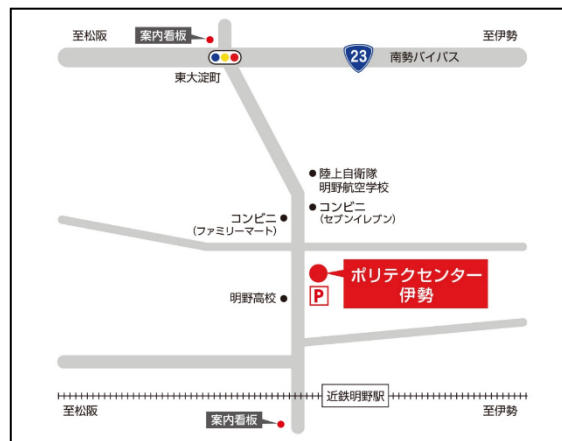 至松阪
案内看板
至伊勢
23
南勢バイパス
東大淀町
陸上自衛隊
明野航空学校
コンビニ
(セブンイレブン)
コンビニ
(ファミリーマート)
ポリテクセンター
伊勢
P
明野高校
近鉄明野駅
至松阪
至伊勢
案内看板